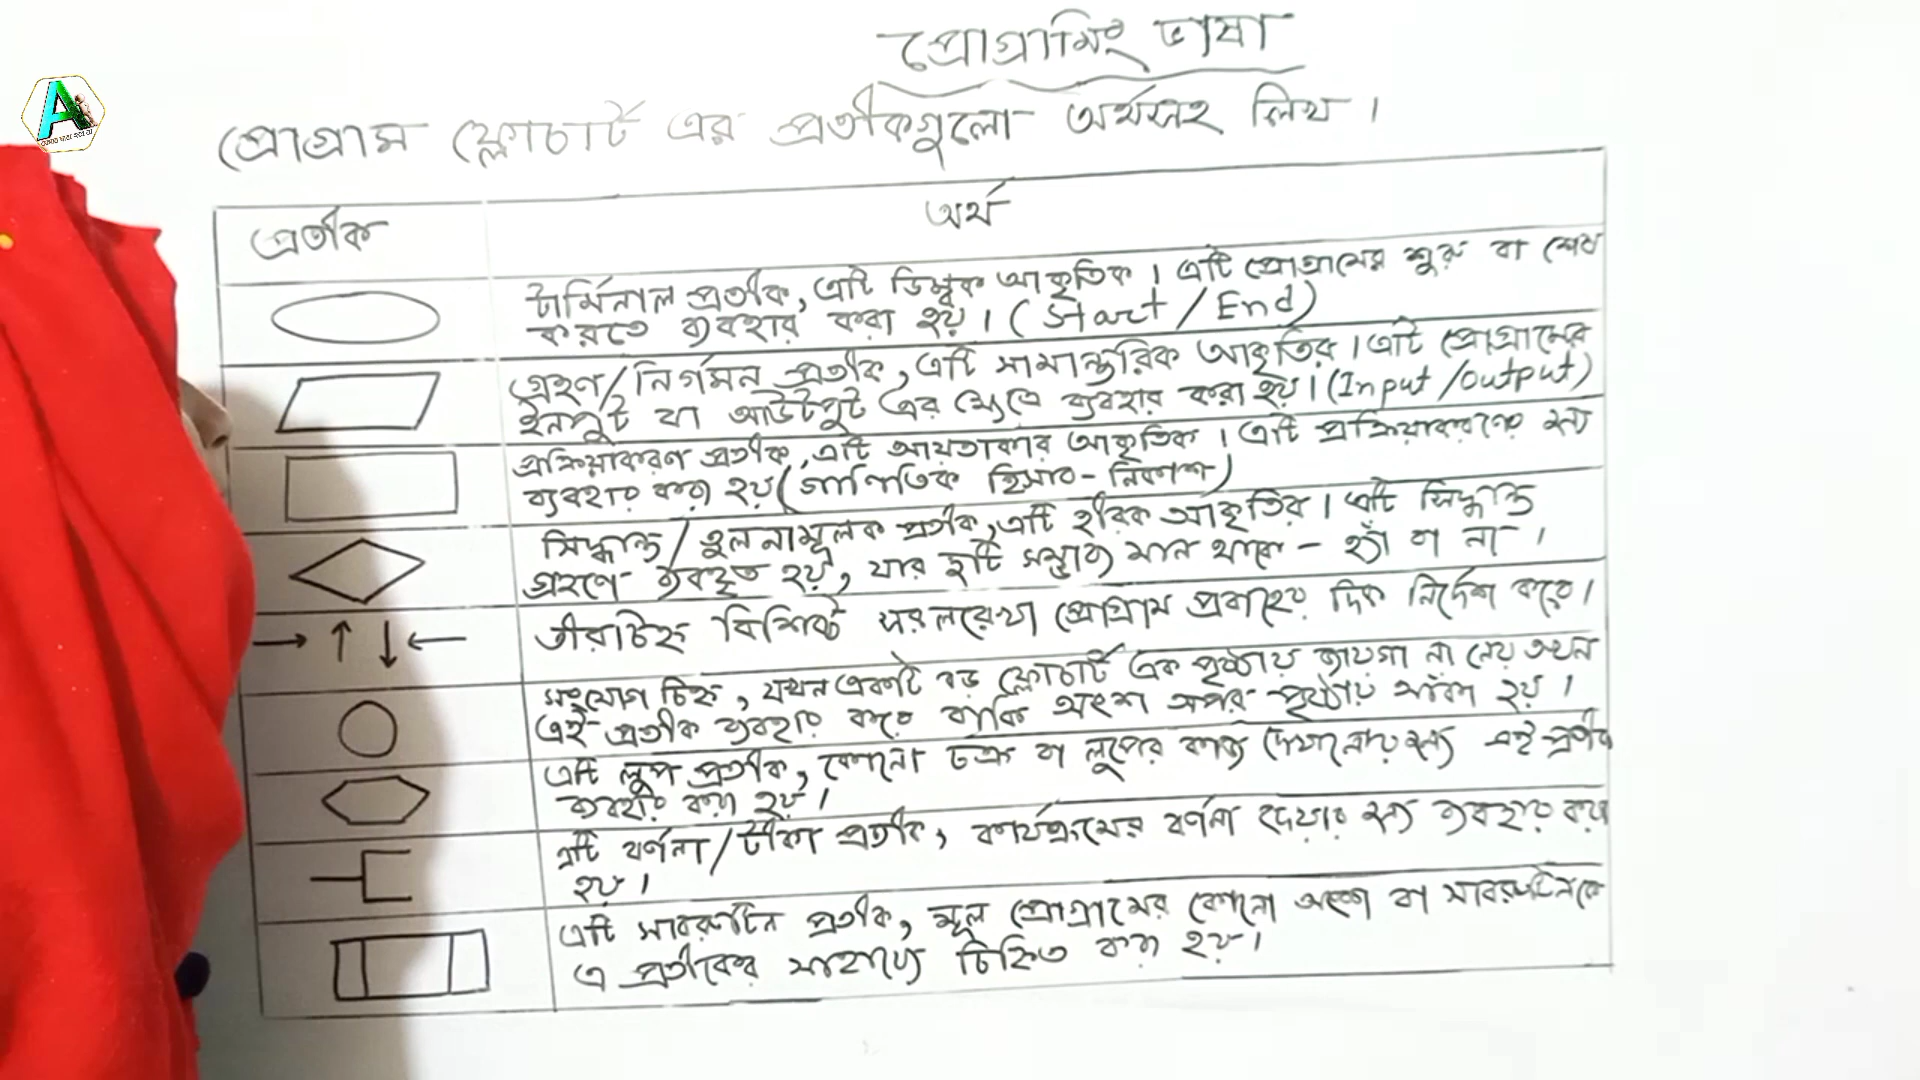 প্রোগ্রামিং ভাষা
প্রোগ্রাম ফ্লোচার্ট এর প্রতীকগুলো অর্থসহ লিখ।
প্রতীক
অর্থ
টার্মিনাল প্রতীক, এটি ডিম্বক আকৃতিক। এটি প্রোগ্রামের শুরু বা শেষ
করতে ব্যবহার করা হয়। (Start/End)
গ্রহণ/নির্গমন প্রতীক, এটি সামান্তরিক আকৃতির। এটি প্রোগ্রামের
ইনপুট বা আউটপুট এর ক্ষেত্রে ব্যবহার করা হয়। (Input/output)
প্রক্রিয়াকরণ প্রতীক, এটি আয়তাকার আকৃতিক। এটি প্রক্রিয়াকরণের জন্য
ব্যবহার করা হয় (গাণিতিক হিসাব-নিকাশ)
সিদ্ধান্ত/তুলনামূলক প্রতীক, এটি হীরক আকৃতির। এটি সিদ্ধান্ত
গ্রহণে ব্যবহৃত হয়, যার দুটি সম্ভাব্য মান থাকে - হ্যাঁ বা না।
তীরচিহ্ন বিশিষ্ট সরলরেখা প্রোগ্রাম প্রবাহের দিক নির্দেশ করে।
সংযোগ চিহ্ন, যখন একটি বড় ফ্লোচার্ট এক পৃষ্ঠায় জায়গা না নেয় তখন
এই প্রতীক ব্যবহার করে বাকি অংশ অপর পৃষ্ঠায় আঁকা হয়।
এটি লুপ প্রতীক, কোনো চক্র বা লুপের কাজ দেখানোর জন্য এই প্রতীক
ব্যবহার করা হয়।
এটি বর্ণনা/টীকা প্রতীক, কার্যক্রমের বর্ণনা দেয়ার জন্য ব্যবহার করা
হয়।
এটি সাবরুটিন প্রতীক, মূল প্রোগ্রামের কোনো অংশ বা সাবরুটিনকে
এ প্রতীকের সাহায্যে চিহ্নিত করা হয়।